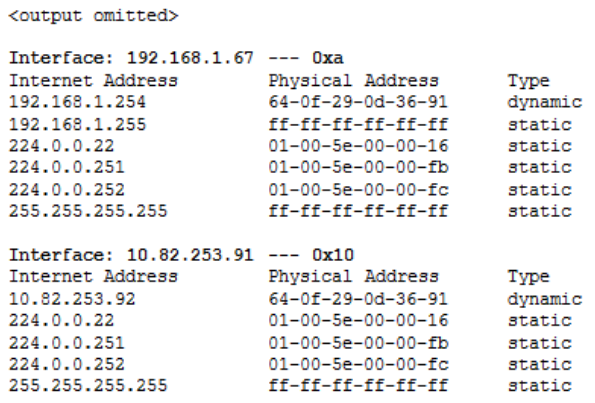 <output omitted>
Interface: 192.168.1.67 --- 0xa
Internet Address Physical Address Type
192.168.1.254 64-0f-29-0d-36-91 dynamic
192.168.1.255 ff-ff-ff-ff-ff-ff static
224.0.0.22 01-00-5e-00-00-16 static
224.0.0.251 01-00-5e-00-00-fb static
224.0.0.252 01-00-5e-00-00-fc static
255.255.255.255 ff-ff-ff-ff-ff-ff static
Interface: 10.82.253.91 --- 0x10
Internet Address Physical Address Type
10.82.253.92 64-0f-29-0d-36-91 dynamic
224.0.0.22 01-00-5e-00-00-16 static
224.0.0.251 01-00-5e-00-00-fb static
224.0.0.252 01-00-5e-00-00-fc static
255.255.255.255 ff-ff-ff-ff-ff-ff static